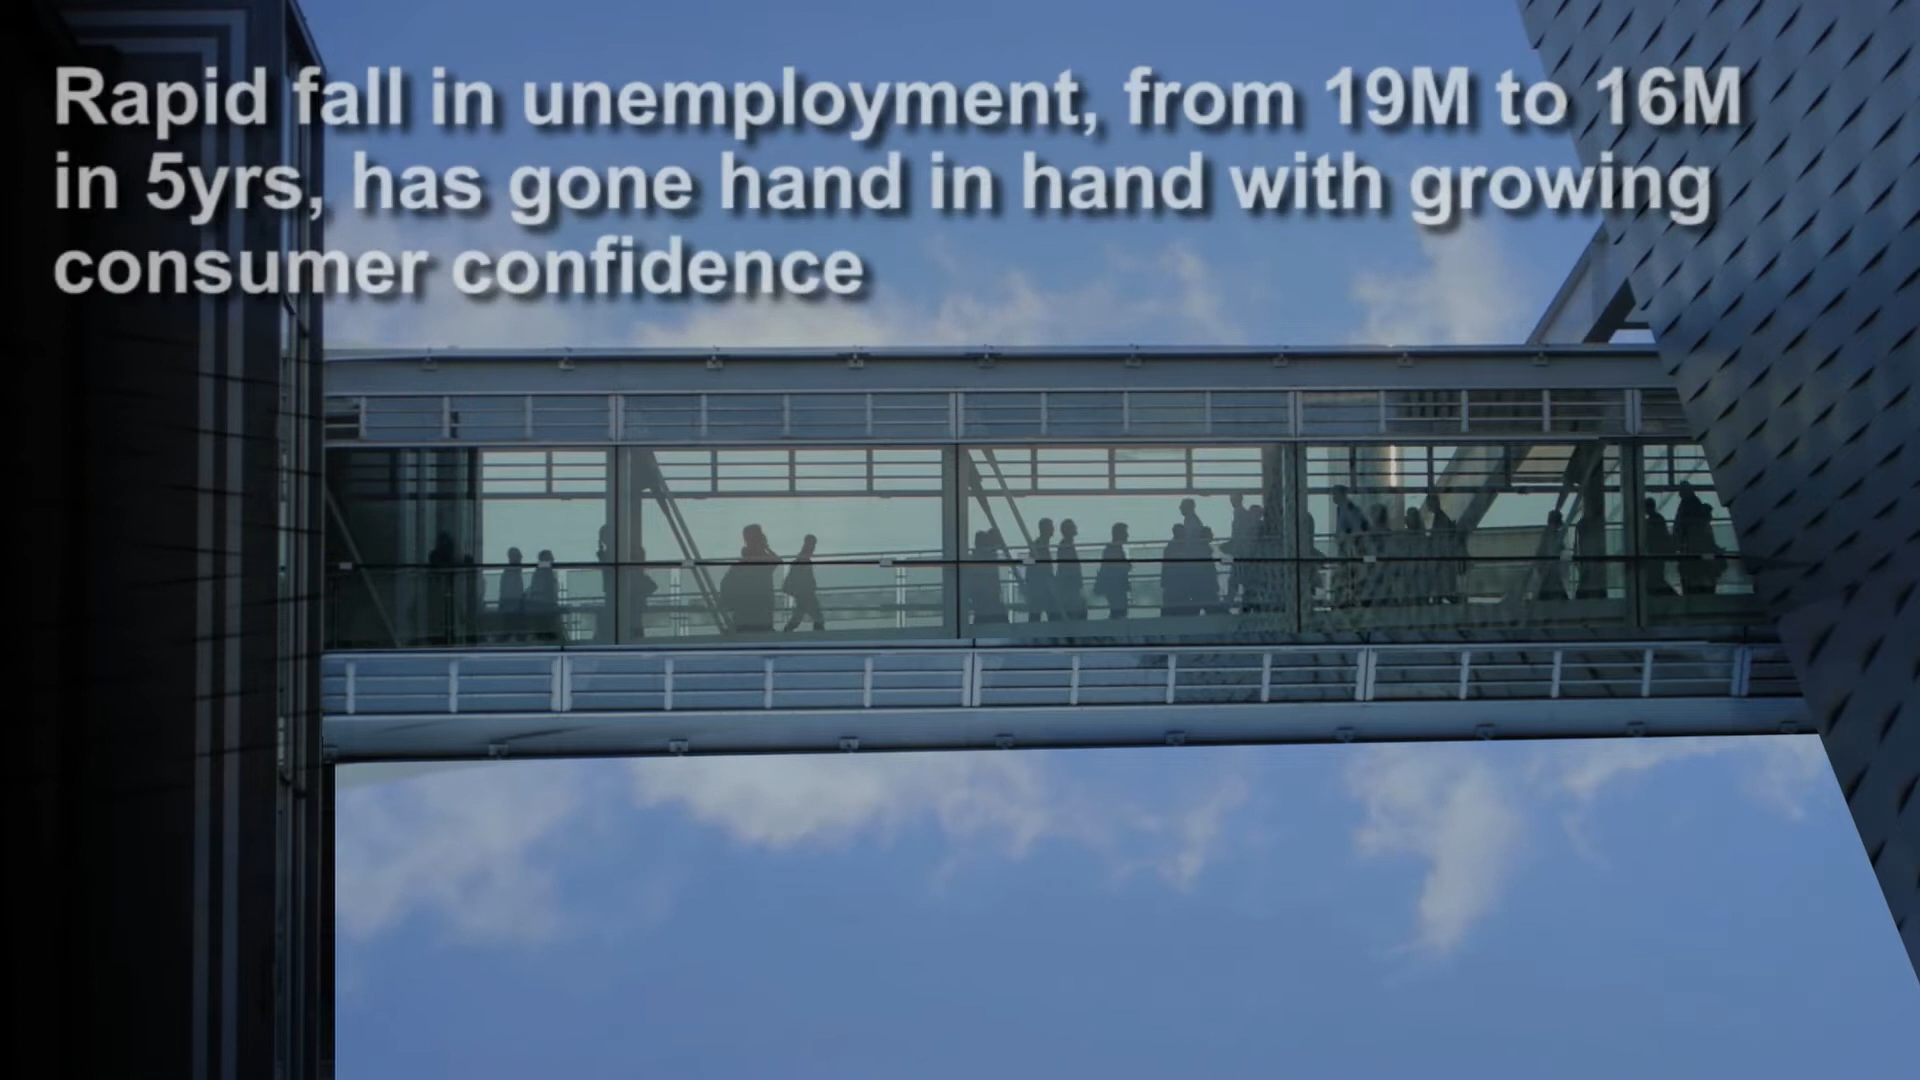 Rapid fall in unemployment, from 19M to 16M
in 5yrs, has gone hand in hand with growing
consumer confidence